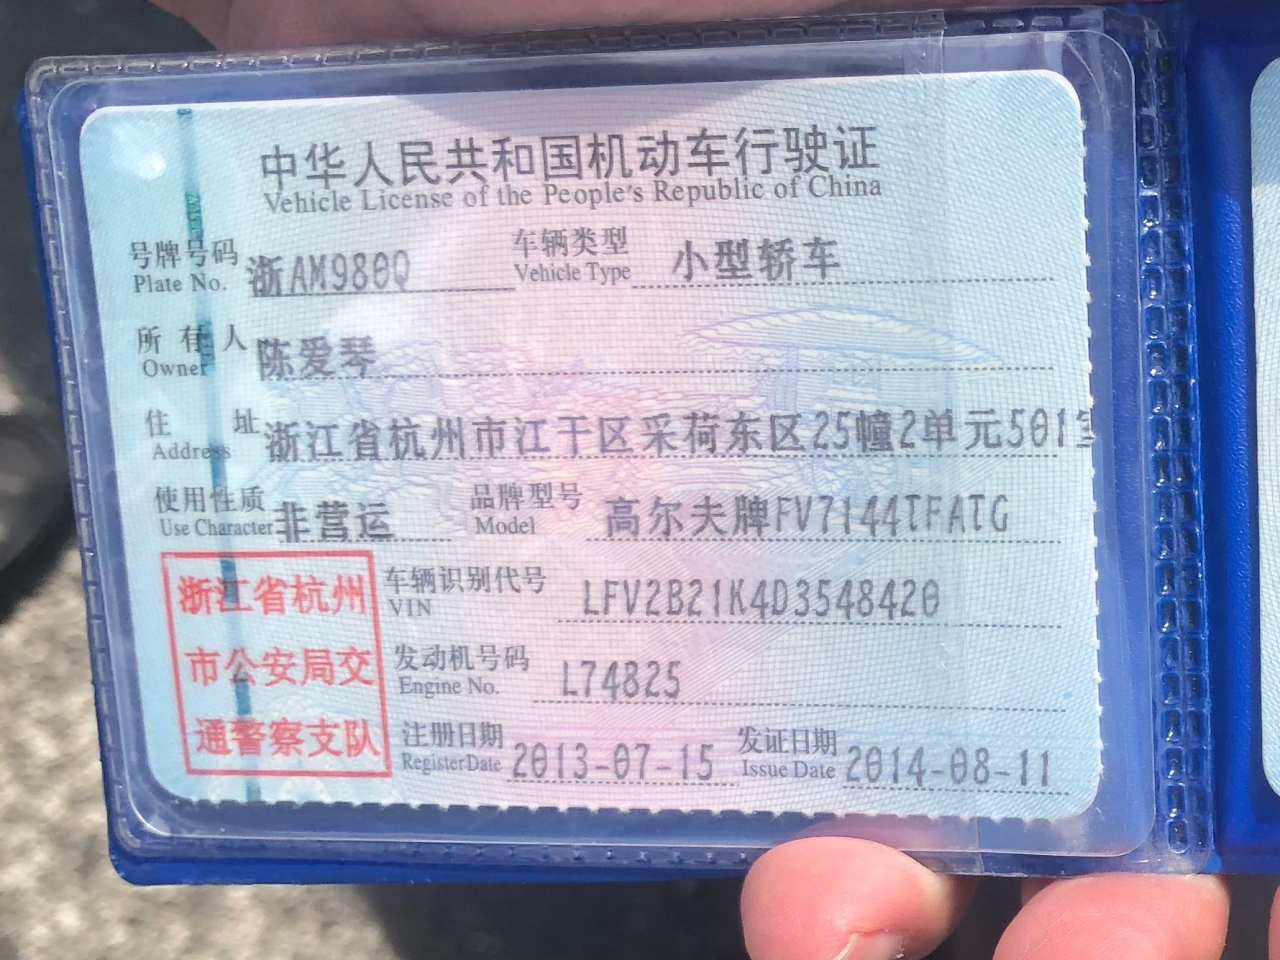 中华人民共和国机动车行驶证
Vehicle License of the People's Republic of China
号牌号码 浙AM980Q 车辆类型 小型轿车
Plate No. Vehicle Type
所有人 陈爱琴
Owner
住址 浙江省杭州市江干区采荷东区25幢2单元501室
Address
使用性质 非营运 品牌型号 高尔夫牌FV7144TFATG
Use Character Model
浙江省杭州
市公安局交
通警察支队
车辆识别代号 LFV2B21K4D3548420
VIN
发动机号码 L74825
Engine No.
注册日期 2013-07-15 发证日期 2014-08-11
Register Date Issue Date